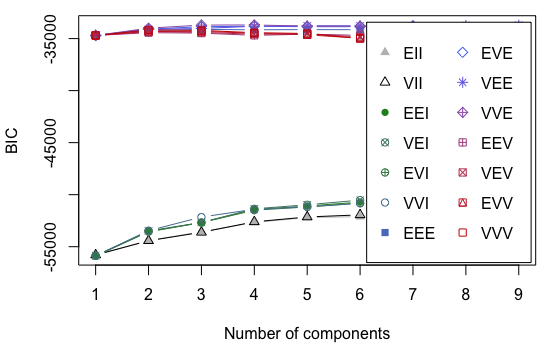 BIC
-35000
-45000
-55000
EII
VII
EEI
VEI
EVI
VVI
EEE
EVE
VEE
VVE
EEV
VEV
EVV
VVV
1 2 3 4 5 6 7 8 9
Number of components